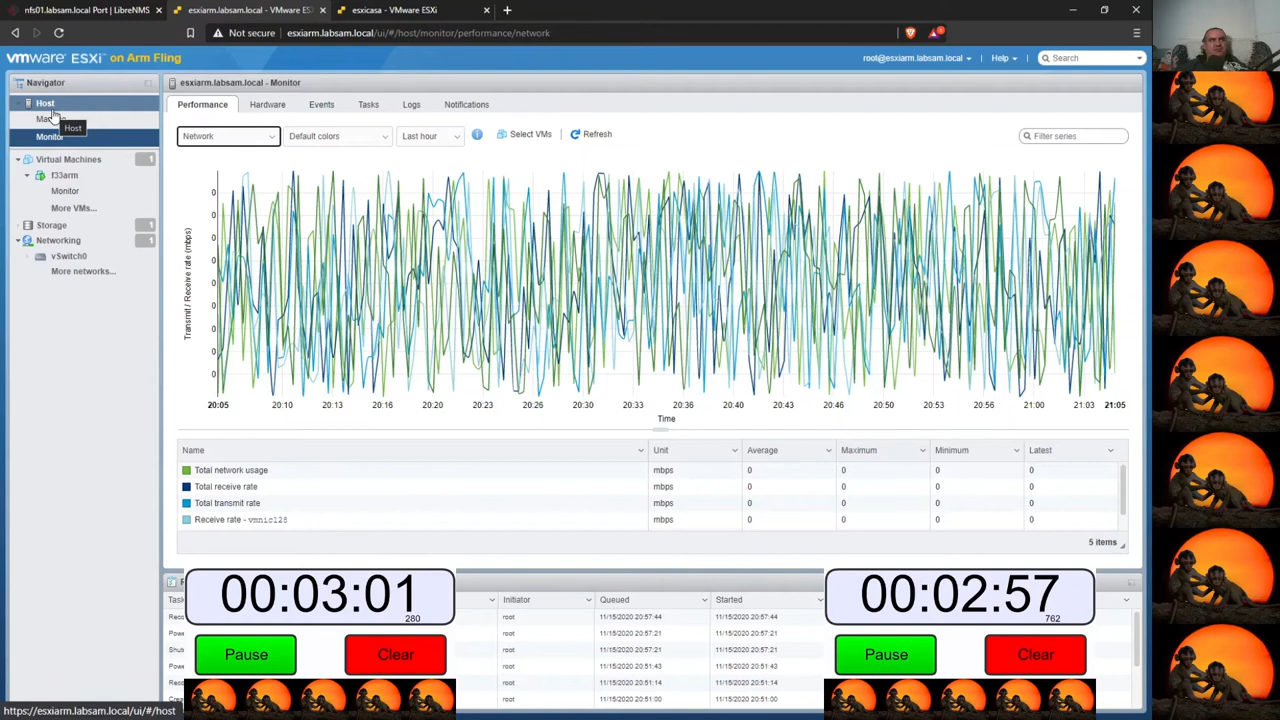 nfs01.labsam.local Port | LibreNMS
esxiarm.labsam.local - VMware ES
esxicasa - VMware ESXi
Not secure
esxiarm.labsam.local/ui/#/host/monitor/performance/network
vmware ESXi on Arm Fling
root@esxiarm.labsam.local
Help
Search
Navigator
esxiarm.labsam.local - Monitor
Host
Host
Monitor
Virtual Machines 1
f33arm
Monitor
More VMs...
Storage 1
Networking 1
vSwitch0
More networks...
Performance Hardware Events Tasks Logs Notifications
Network Default colors Last hour Select VMs Refresh Filter series
Transmit / Receive rate (mbps)
0
0
0
0
0
0
0
0
0
20:05 20:10 20:13 20:16 20:20 20:23 20:26 20:30 20:33 20:36 20:40 20:43 20:46 20:50 20:53 20:56 21:00 21:03 21:05
Time
Name Unit Average Maximum Minimum Latest
Total network usage mbps 0 0 0 0
Total receive rate mbps 0 0 0 0
Total transmit rate mbps 0 0 0 0
Receive rate - vmnic128 mbps 0 0 0 0
5 items
Initiator Queued Started
root 11/15/2020 20:57:44 11/15/2020 20:57:44
root 11/15/2020 20:57:21 11/15/2020 20:57:21
root 11/15/2020 20:57:21 11/15/2020 20:57:21
root 11/15/2020 20:51:43 11/15/2020 20:51:43
root 11/15/2020 20:51:14 11/15/2020 20:51:14
root 11/15/2020 20:51:00 11/15/2020 20:51:00
00:03:01
280
Pause Clear
00:02:57
762
Pause Clear
https://esxiarm.labsam.local/ui/#/host